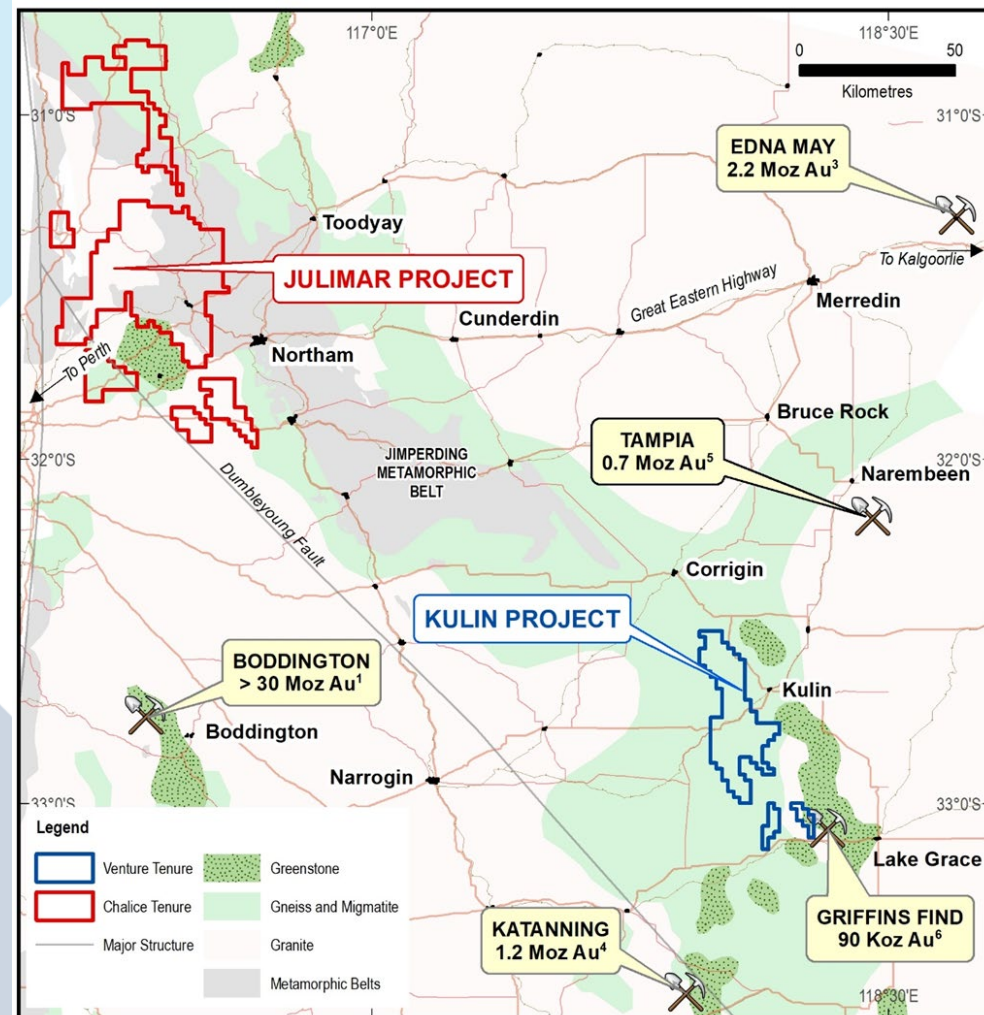 117°0'E
118°30'E
0
50
Kilometres
31°0'S
31°0'S
EDNA MAY
2.2 Moz Au³
Toodyay
To Kalgoorlie
JULIMAR PROJECT
Great Eastern Highway
Merredin
Cunderdin
Northam
To Perth
Bruce Rock
TAMPIA
0.7 Moz Au⁵
32°0'S
32°0'S
JIMPERDING
METAMORPHIC
BELT
Narembeen
Dumbleyoung Fault
Corrigin
KULIN PROJECT
BODDINGTON
> 30 Moz Au¹
Kulin
Boddington
Narrogin
33°0'S
33°0'S
Legend
Venture Tenure
Greenstone
Chalice Tenure
Gneiss and Migmatite
Major Structure
Granite
Metamorphic Belts
Lake Grace
KATANNING
1.2 Moz Au⁴
GRIFFINS FIND
90 Koz Au⁶
118°30'E